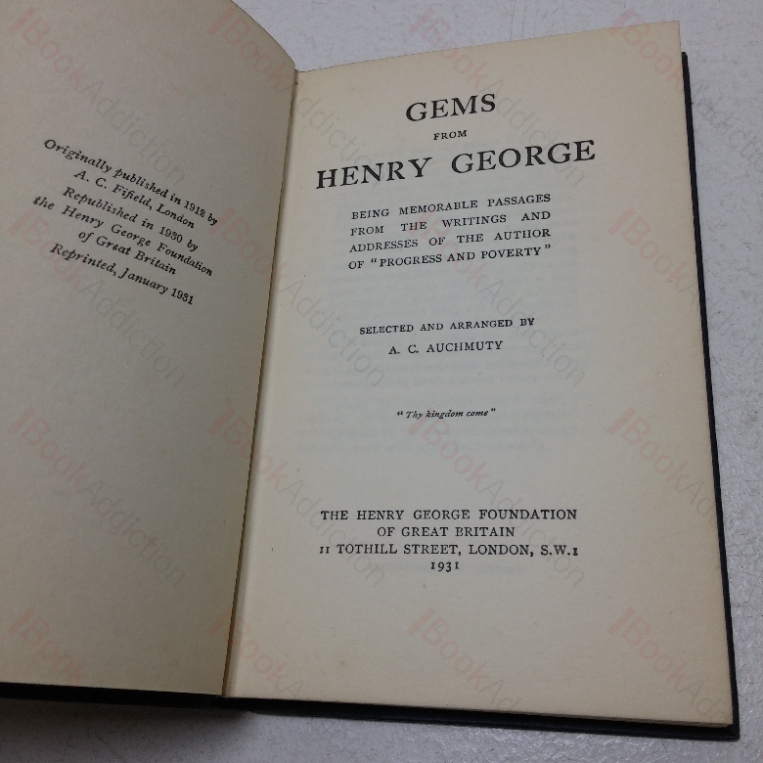 Originally published in 1912 by
A. C. Fifield, London
Republished in 1930 by
the Henry George Foundation
of Great Britain
Reprinted, January 1931
GEMS
FROM
HENRY GEORGE
BEING MEMORABLE PASSAGES
FROM THE WRITINGS AND
ADDRESSES OF THE AUTHOR
OF "PROGRESS AND POVERTY"
SELECTED AND ARRANGED BY
A. C. AUCHMUTY
"Thy kingdom come"
THE HENRY GEORGE FOUNDATION
OF GREAT BRITAIN
11 TOTHILL STREET, LONDON, S.W.1
1931
BookAddiction